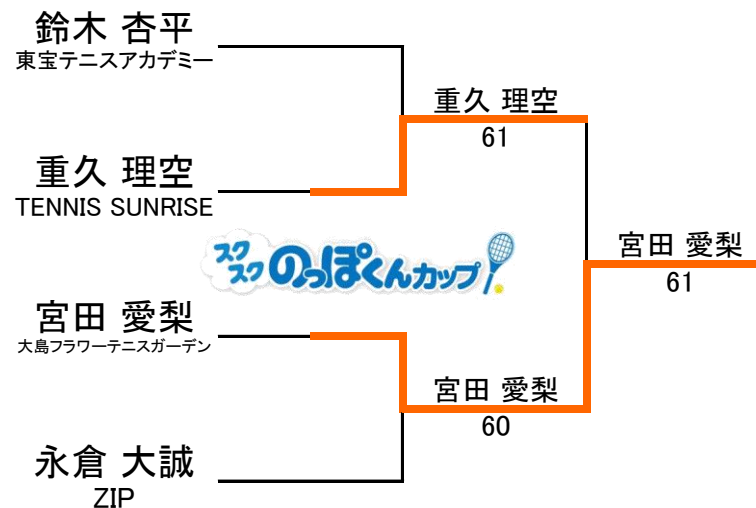 鈴木 杏平
東宝テニスアカデミー
重久 理空
61
重久 理空
TENNIS SUNRISE
スクスクのっぽくんカップ
宮田 愛梨
61
宮田 愛梨
大島フラワーテニスガーデン
宮田 愛梨
60
永倉 大誠
ZIP